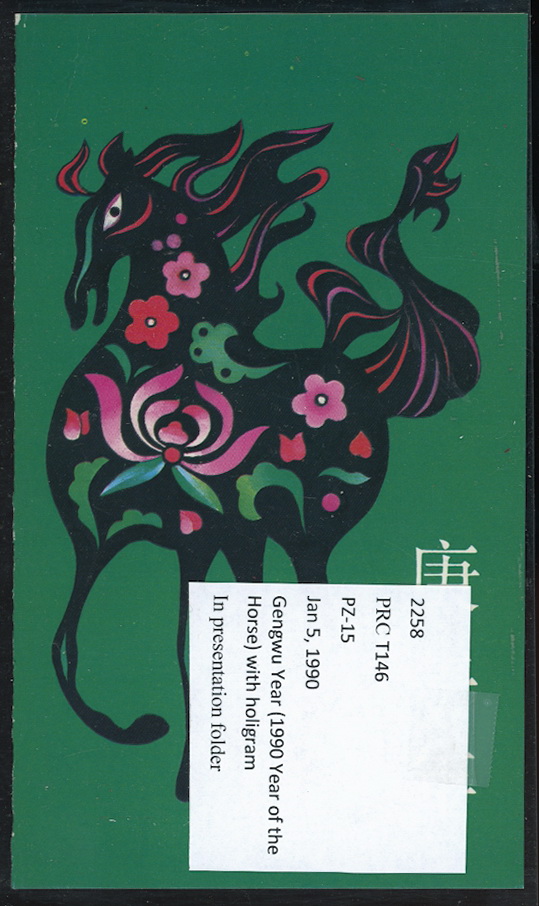 2258
PRC T146
PZ-15
Jan 5, 1990
Gengwu Year (1990 Year of the
Horse) with holigram
In presentation folder